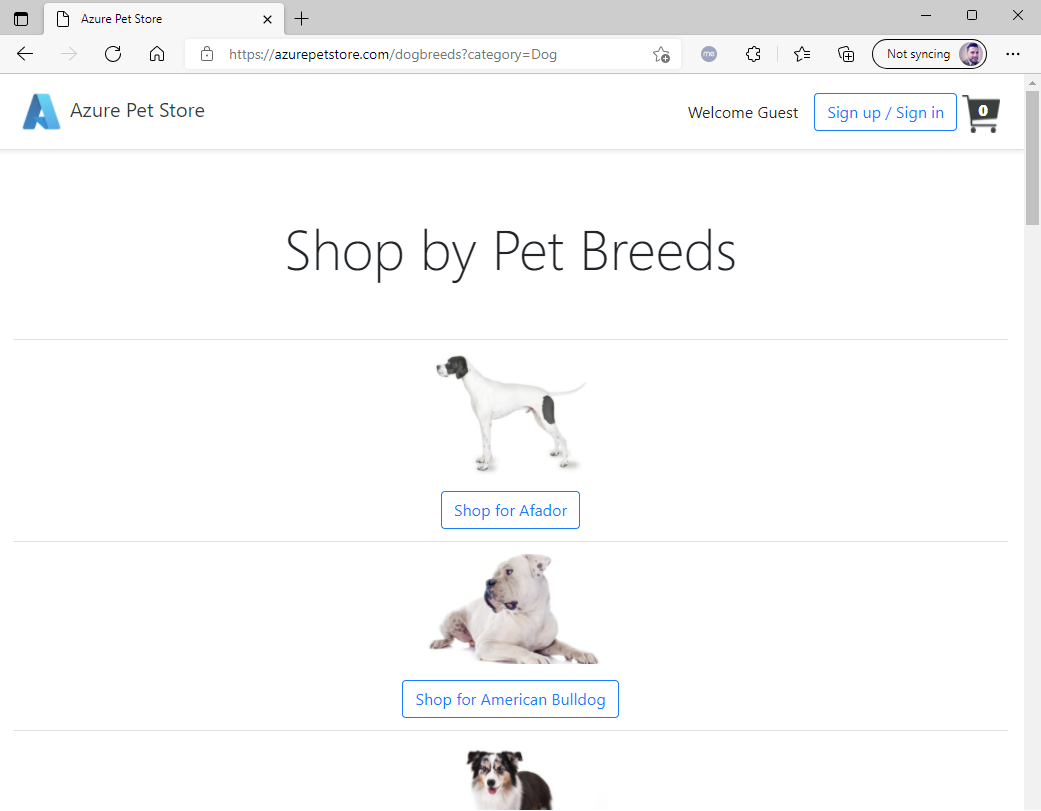 Azure Pet Store
https://azurepetstore.com/dogbreeds?category=Dog
me
Not syncing
Azure Pet Store
Welcome Guest
Sign up / Sign in
0
Shop by Pet Breeds
Shop for Afador
Shop for American Bulldog